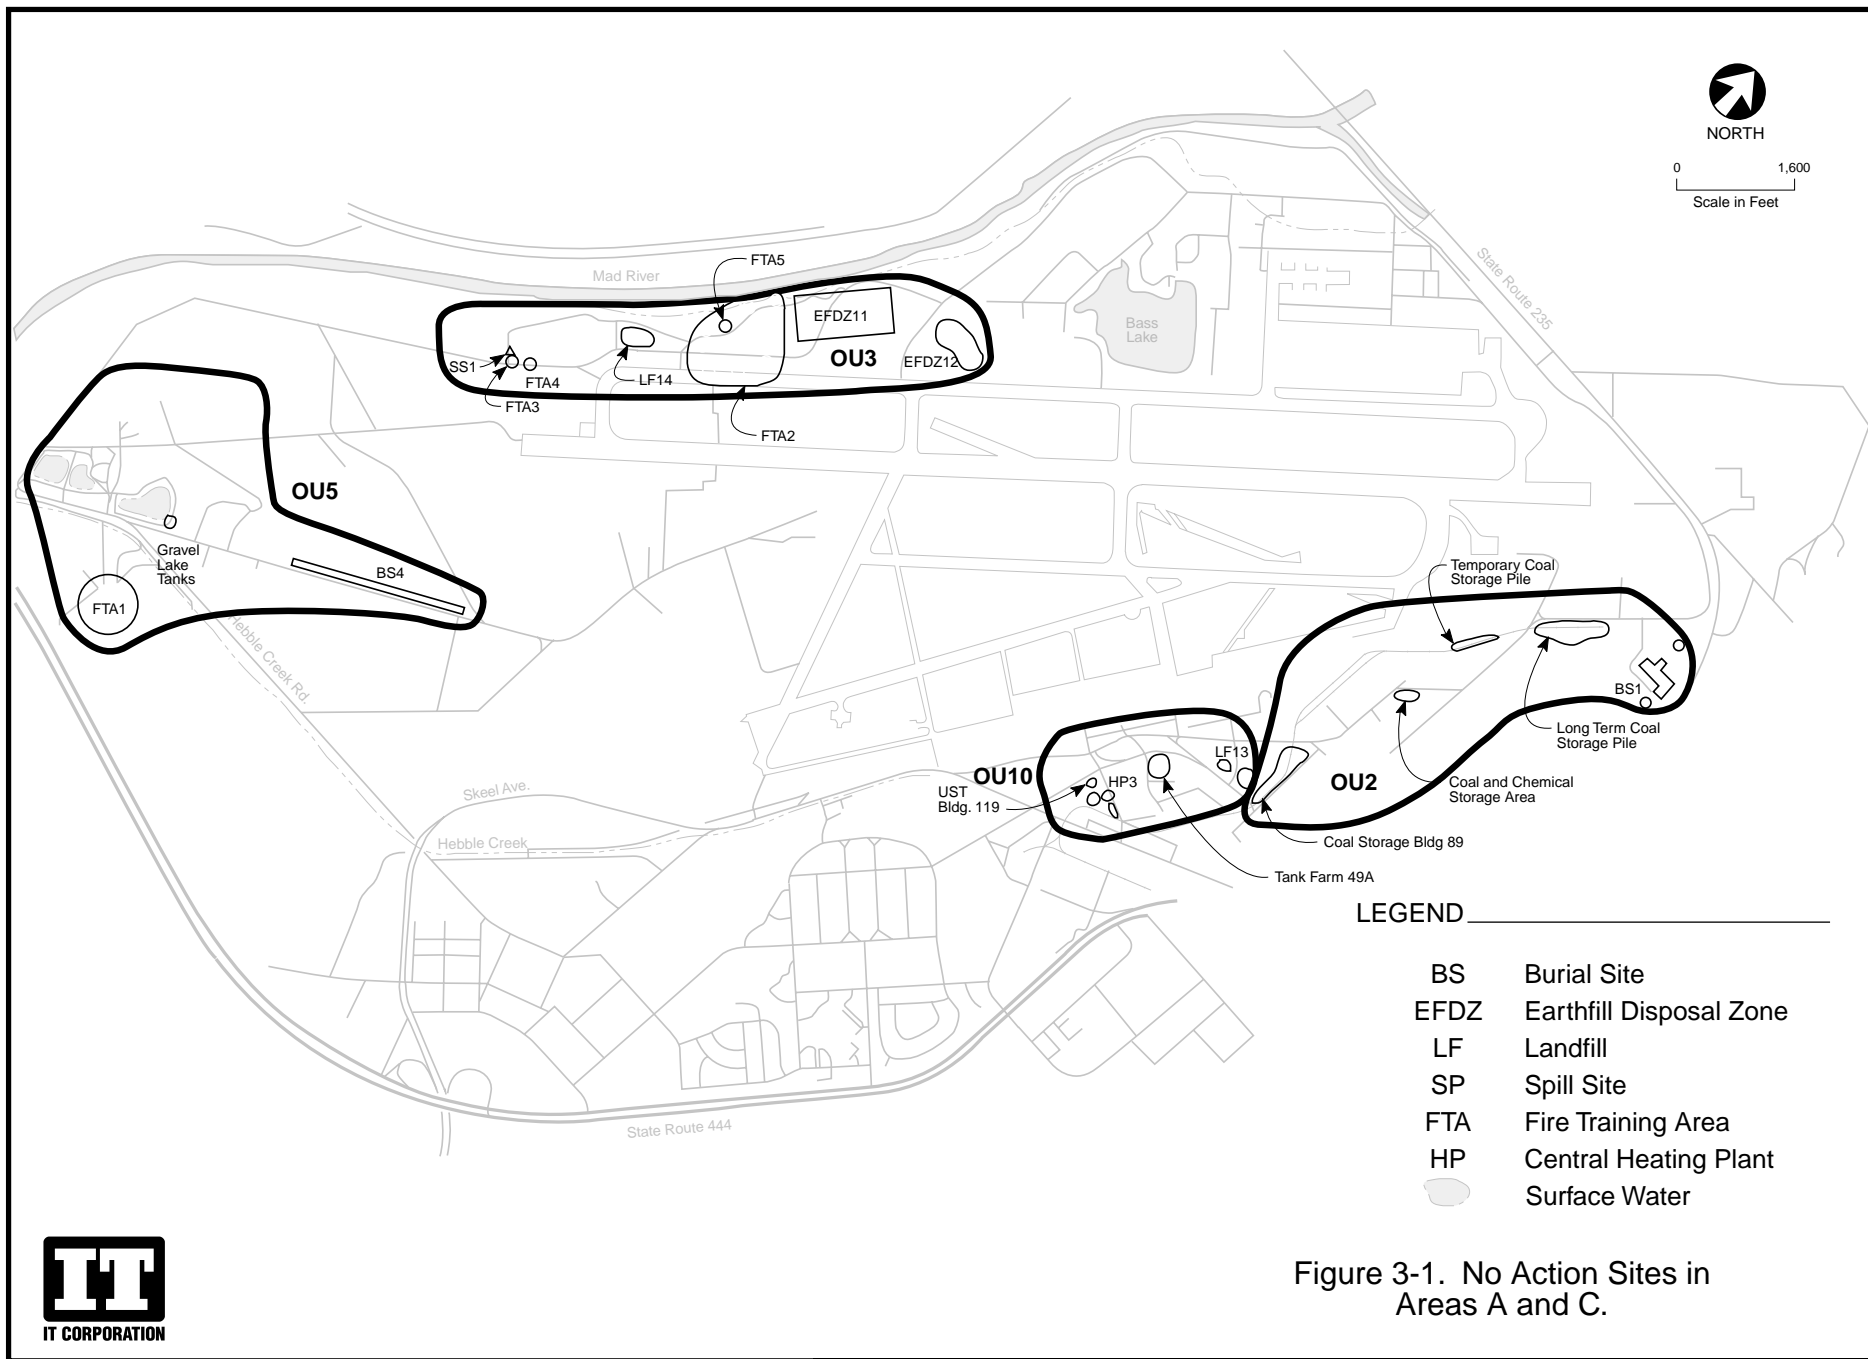 NORTH
0 1,600
Scale in Feet
State Route 235
Mad River
FTA5
EFDZ11
Bass
Lake
OU3
EFDZ12
SS1
FTA4
LF14
FTA3
FTA2
OU5
Gravel
Lake
Tanks
BS4
FTA1
Hebble Creek Rd.
Temporary Coal
Storage Pile
BS1
Long Term Coal
Storage Pile
LF13
OU10
HP3
OU2
UST
Bldg. 119
Coal and Chemical
Storage Area
Skeel Ave.
Hebble Creek
Coal Storage Bldg 89
Tank Farm 49A
LEGEND
BS Burial Site
EFDZ Earthfill Disposal Zone
LF Landfill
SP Spill Site
FTA Fire Training Area
HP Central Heating Plant
Surface Water
State Route 444
IT
IT CORPORATION
Figure 3-1. No Action Sites in
Areas A and C.